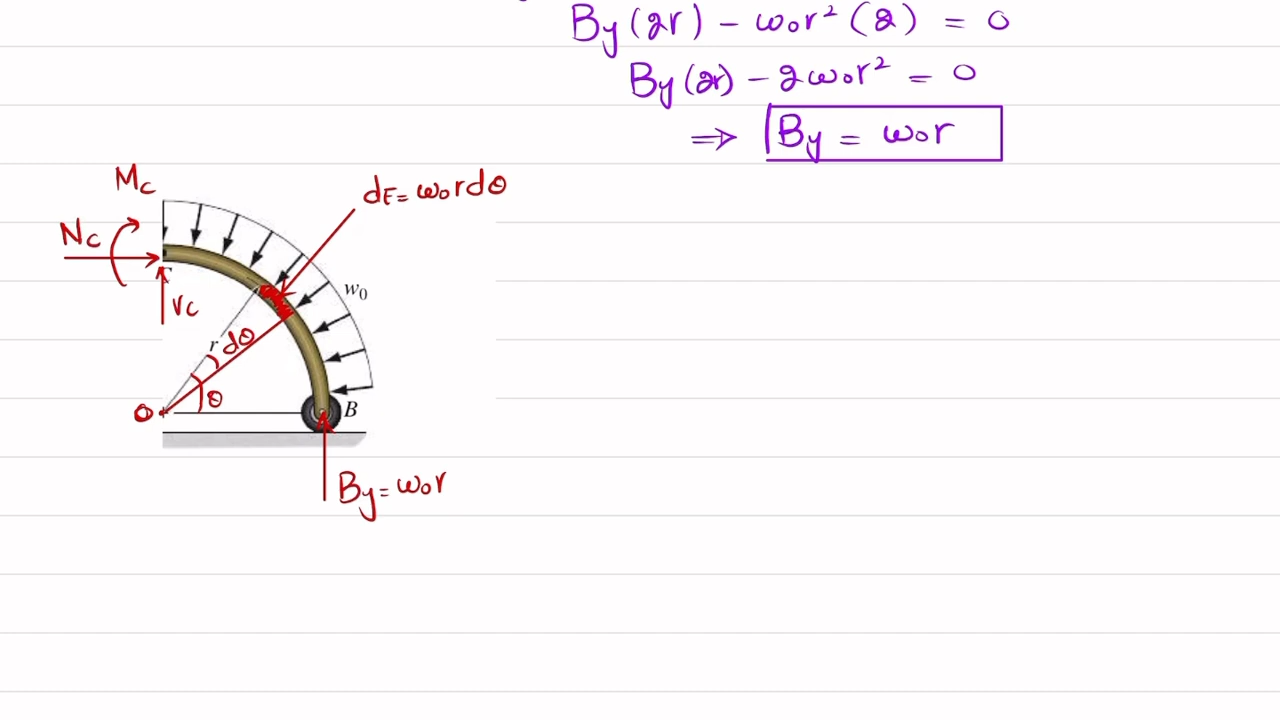 By (2r) − w₀r² (2) = 0
By (2r) − 2w₀r² = 0
⇒ By = w₀r
Mc
dF = w₀rdθ
Nc
w₀
Vc
r dθ
θ
O
B
By = w₀r